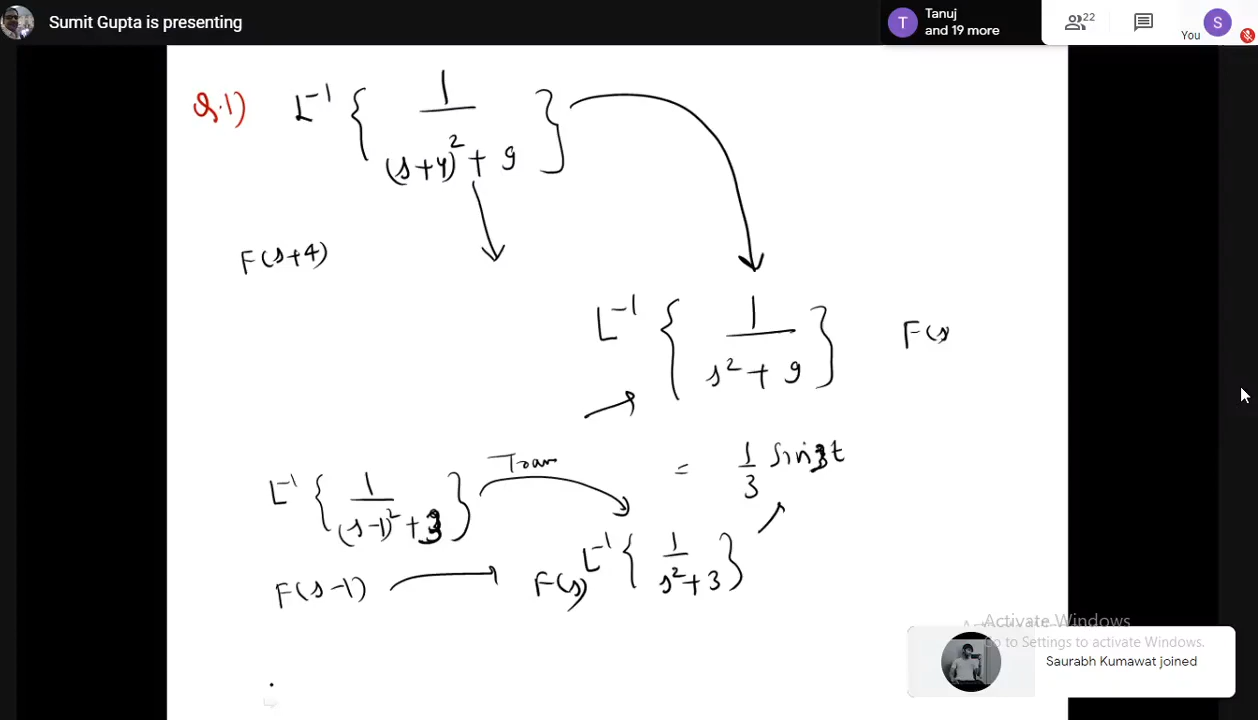 Sumit Gupta is presenting
T
Tanuj
and 19 more
22
You
S
Q.1) L⁻¹ { 1 / (s+4)² + 9 }
F(s+4)
L⁻¹ { 1 / s² + 9 } F(s
= 1/3 sin3t
L⁻¹ { 1 / (s-1)² + 3 }
Tran
L⁻¹ { 1 / s² + 3 }
F(s-1)
F(s)
Activate Windows
Go to Settings to activate Windows.
Saurabh Kumawat joined